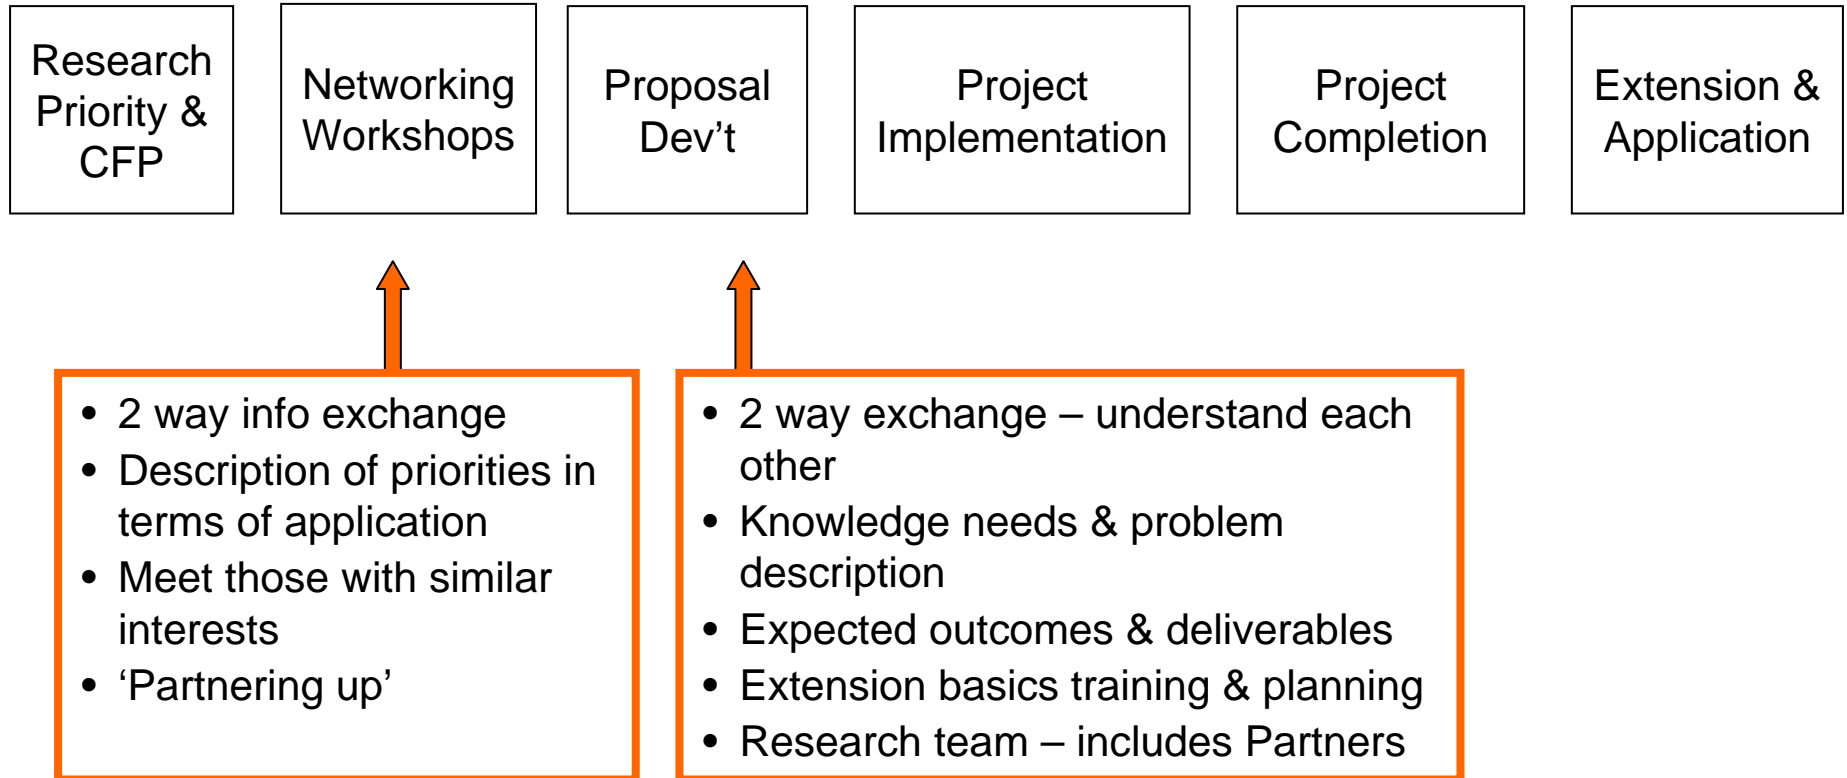 Research
Priority &
CFP
Networking
Workshops
Proposal
Dev’t
Project
Implementation
Project
Completion
Extension &
Application
• 2 way info exchange
• Description of priorities in
terms of application
• Meet those with similar
interests
• ‘Partnering up’
• 2 way exchange – understand each
other
• Knowledge needs & problem
description
• Expected outcomes & deliverables
• Extension basics training & planning
• Research team – includes Partners